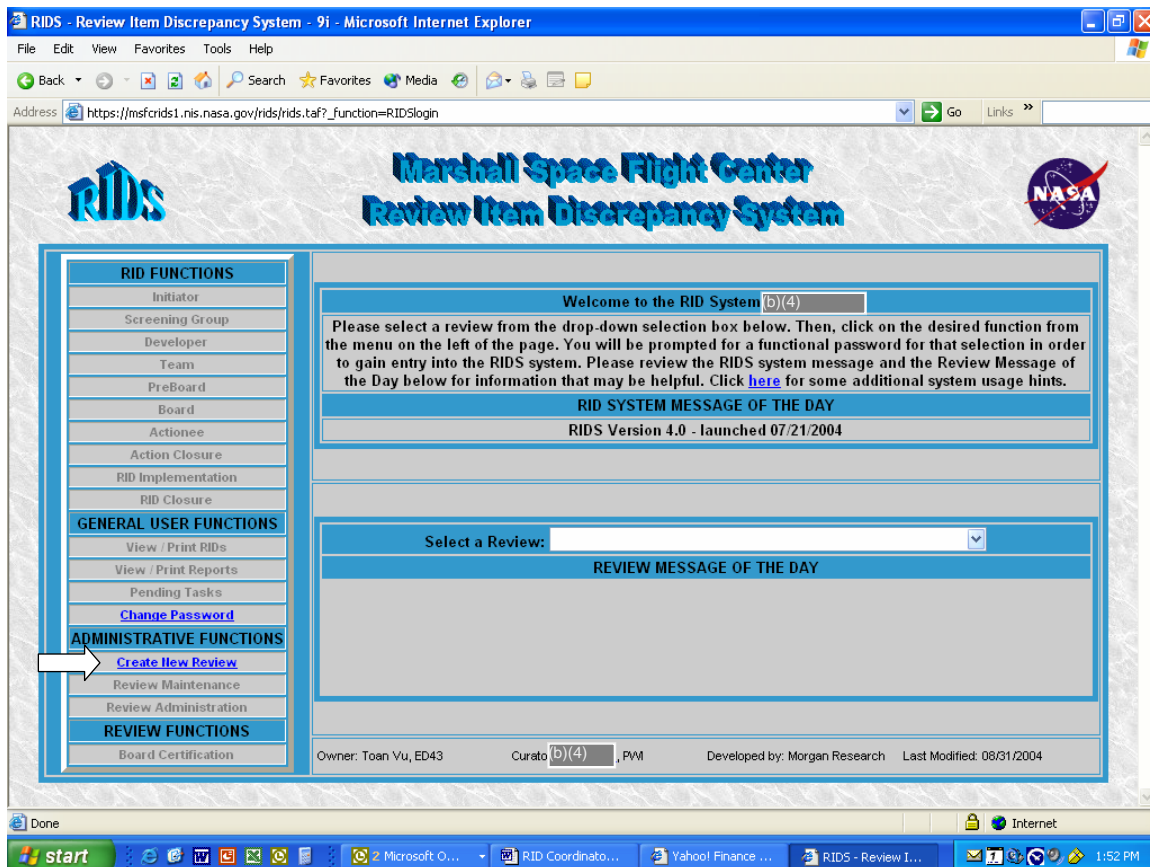 RIDS - Review Item Discrepancy System - 9i - Microsoft Internet Explorer
File Edit View Favorites Tools Help
Back Search Favorites Media
Address https://msfcrids1.nis.nasa.gov/rids/rids.taf?_function=RIDSlogin Go Links »
RIDS
Marshall Space Flight Center
Review Item Discrepancy System
NASA
RID FUNCTIONS
Initiator
Screening Group
Developer
Team
PreBoard
Board
Actionee
Action Closure
RID Implementation
RID Closure
GENERAL USER FUNCTIONS
View / Print RIDs
View / Print Reports
Pending Tasks
Change Password
ADMINISTRATIVE FUNCTIONS
Create New Review
Review Maintenance
Review Administration
REVIEW FUNCTIONS
Board Certification
Welcome to the RID System (b)(4)
Please select a review from the drop-down selection box below. Then, click on the desired function from
the menu on the left of the page. You will be prompted for a functional password for that selection in order
to gain entry into the RIDS system. Please review the RIDS system message and the Review Message of
the Day below for information that may be helpful. Click here for some additional system usage hints.
RID SYSTEM MESSAGE OF THE DAY
RIDS Version 4.0 - launched 07/21/2004
Select a Review:
REVIEW MESSAGE OF THE DAY
Owner: Toan Vu, ED43 Curato (b)(4) , PWI Developed by: Morgan Research Last Modified: 08/31/2004
Done Internet
start 2 Microsoft O... RID Coordinato... Yahoo! Finance ... RIDS - Review I... 1:52 PM